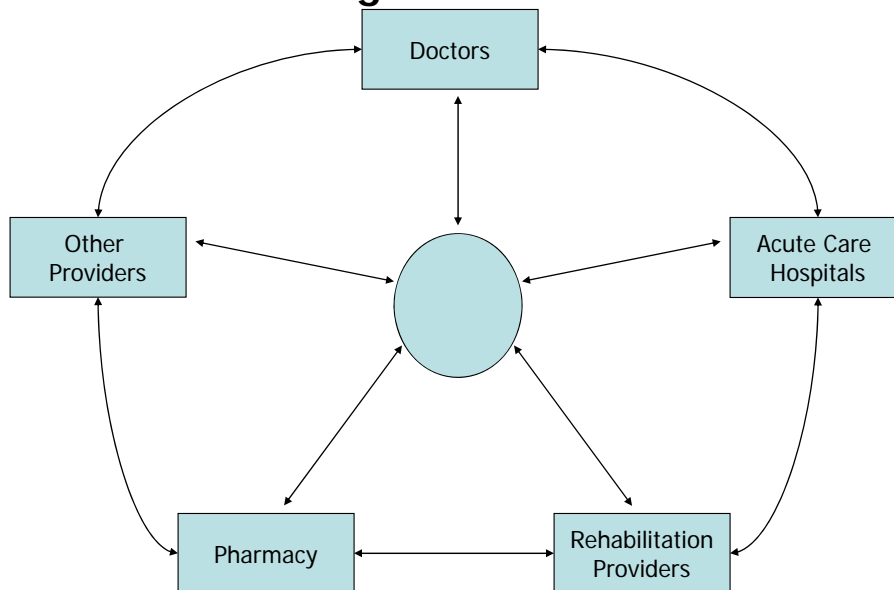 Doctors
Other
Providers
Acute Care
Hospitals
Pharmacy
Rehabilitation
Providers